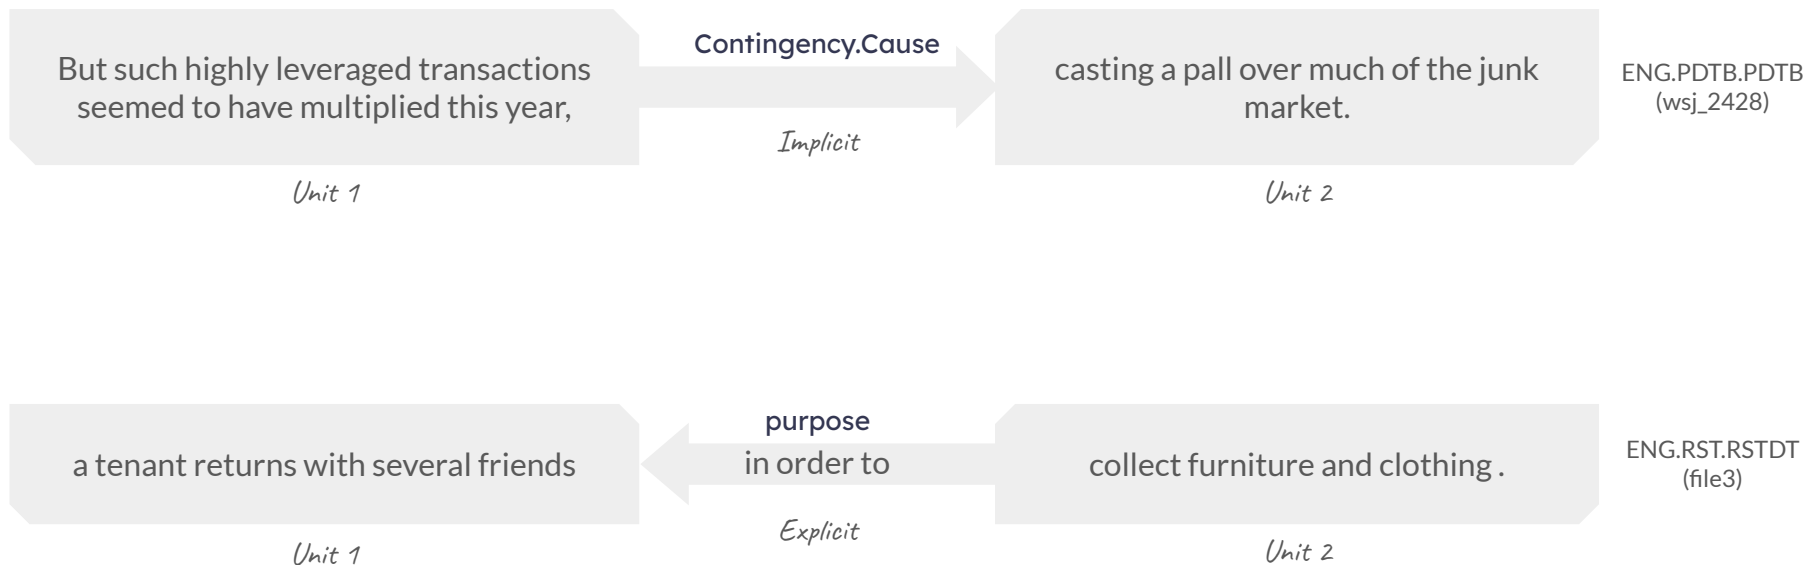 But such highly leveraged transactions
seemed to have multiplied this year,
Contingency.Cause
Implicit
casting a pall over much of the junk
market.
ENG.PDTB.PDTB
(wsj_2428)
Unit 1
Unit 2
a tenant returns with several friends
purpose
in order to
Explicit
collect furniture and clothing .
ENG.RST.RSTDT
(file3)
Unit 1
Unit 2